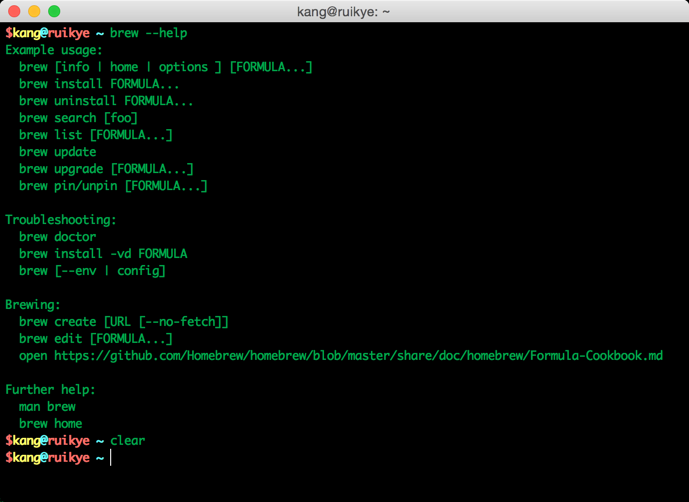 kang@ruikye: ~
$kang@ruikye ~ brew --help
Example usage:
  brew [info | home | options ] [FORMULA...]
  brew install FORMULA...
  brew uninstall FORMULA...
  brew search [foo]
  brew list [FORMULA...]
  brew update
  brew upgrade [FORMULA...]
  brew pin/unpin [FORMULA...]

Troubleshooting:
  brew doctor
  brew install -vd FORMULA
  brew [--env | config]

Brewing:
  brew create [URL [--no-fetch]]
  brew edit [FORMULA...]
  open https://github.com/Homebrew/homebrew/blob/master/share/doc/homebrew/Formula-Cookbook.md

Further help:
  man brew
  brew home
$kang@ruikye ~ clear
$kang@ruikye ~